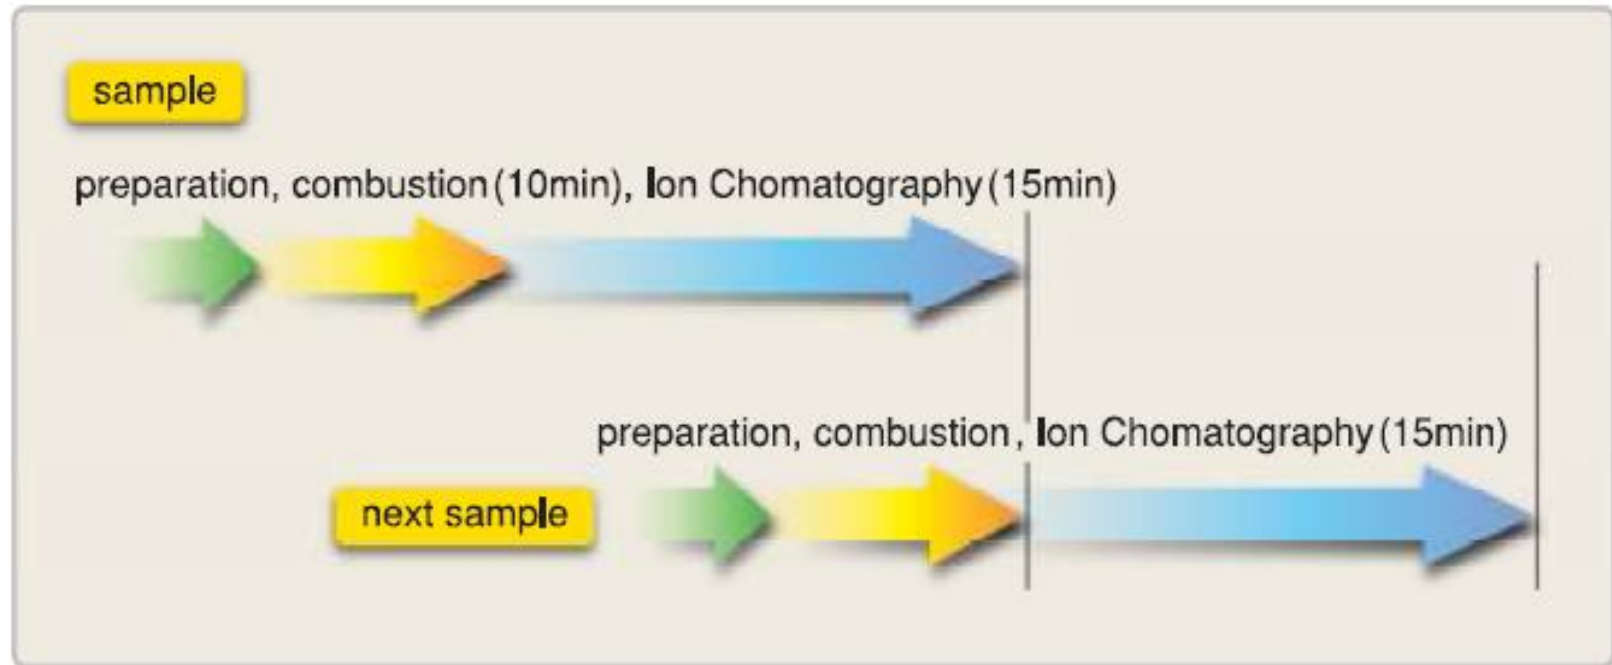 sample
preparation, combustion (10min), Ion Chomatography (15min)
preparation, combustion, Ion Chomatography (15min)
next sample